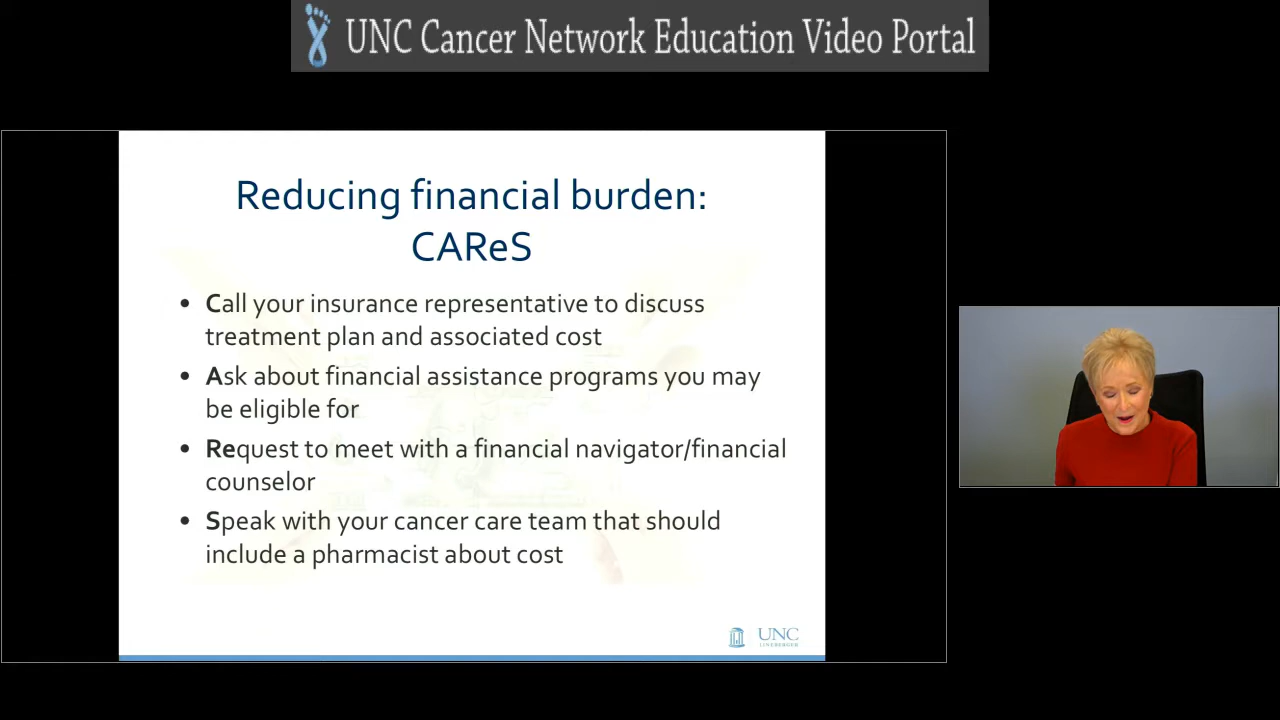 UNC Cancer Network Education Video Portal
Reducing financial burden:
CAReS
• Call your insurance representative to discuss
treatment plan and associated cost
• Ask about financial assistance programs you may
be eligible for
• Request to meet with a financial navigator/financial
counselor
• Speak with your cancer care team that should
include a pharmacist about cost
UNC
LINEBERGER